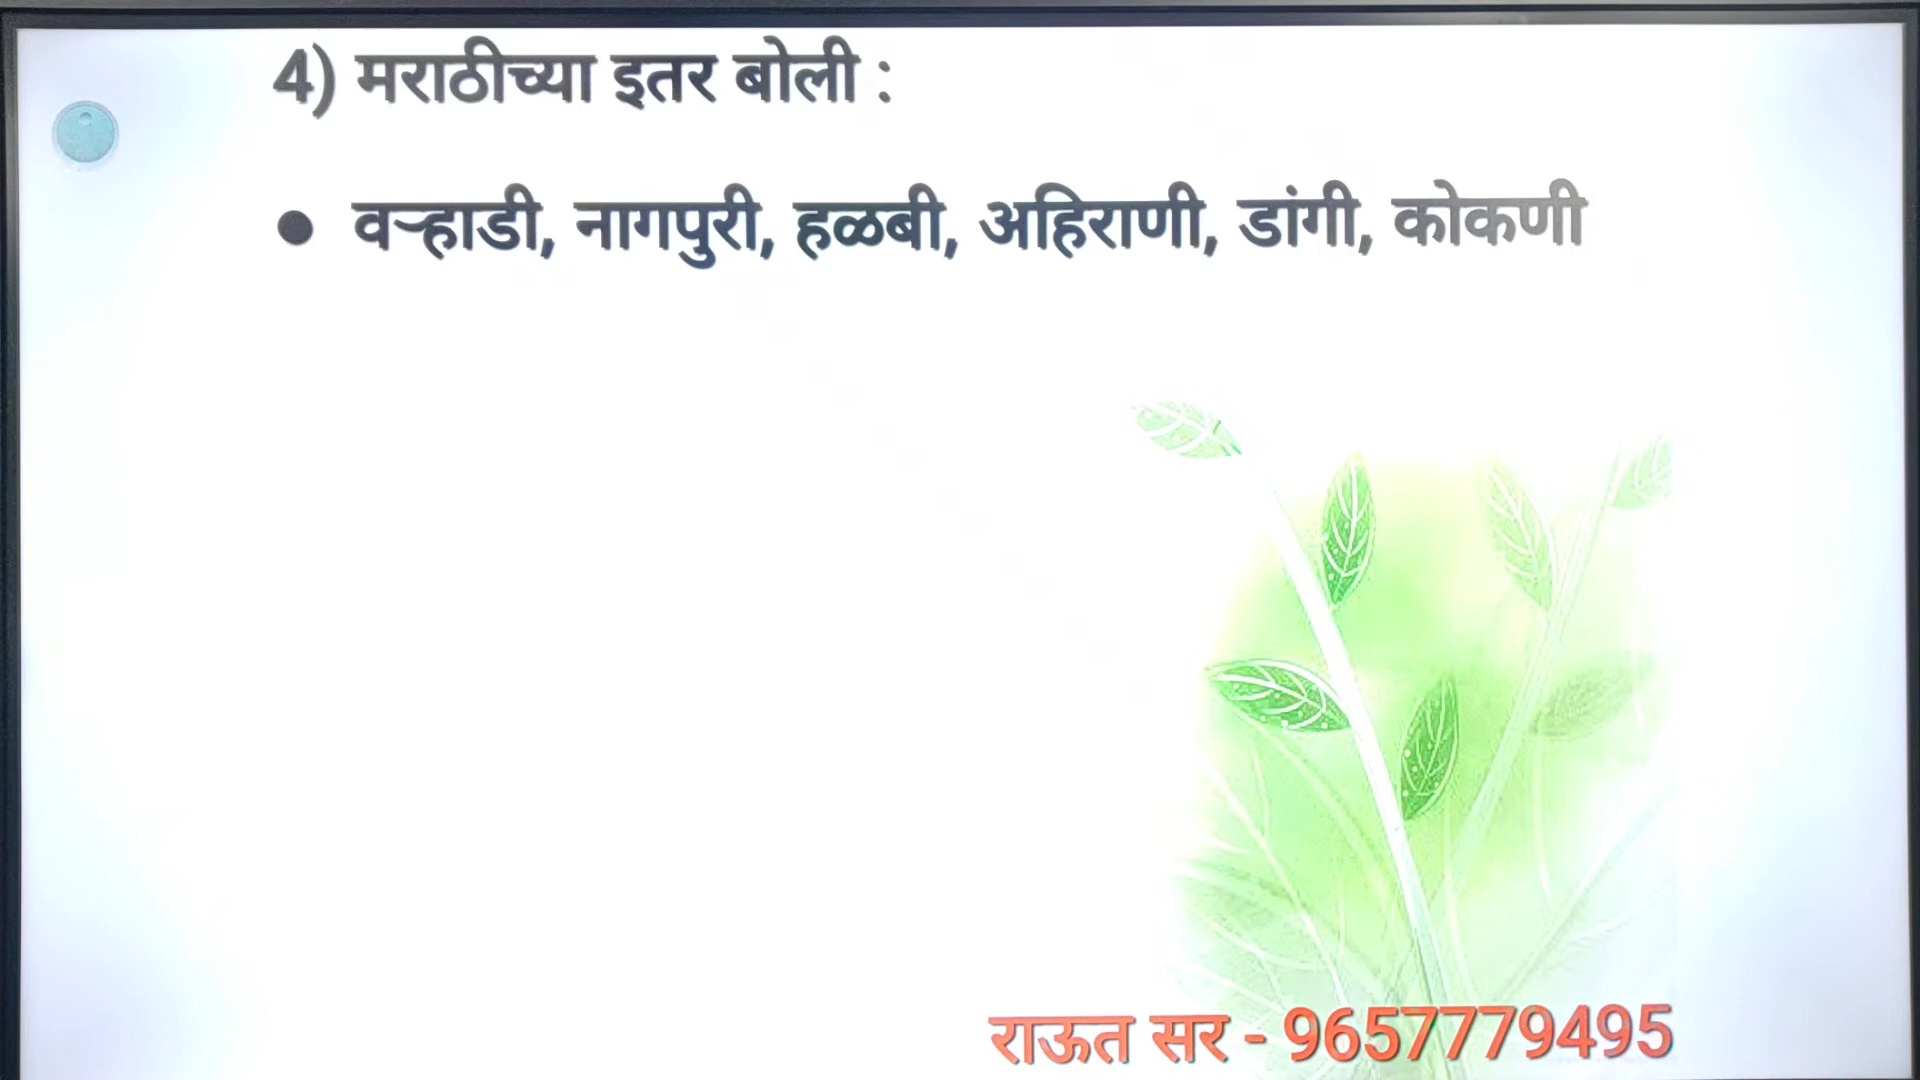 4) मराठीच्या इतर बोली :
● वऱ्हाडी, नागपुरी, हळबी, अहिराणी, डांगी, कोकणी
राऊत सर - 9657779495